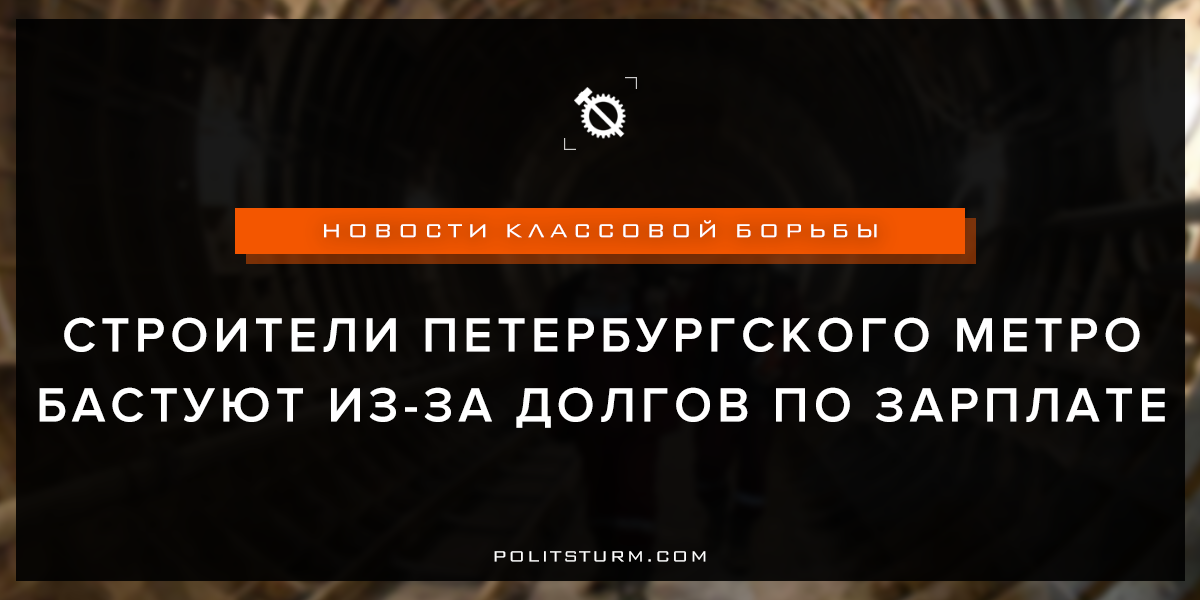 НОВОСТИ КЛАССОВОЙ БОРЬБЫ
СТРОИТЕЛИ ПЕТЕРБУРГСКОГО МЕТРО
БАСТУЮТ ИЗ-ЗА ДОЛГОВ ПО ЗАРПЛАТЕ
POLITSTURM.COM